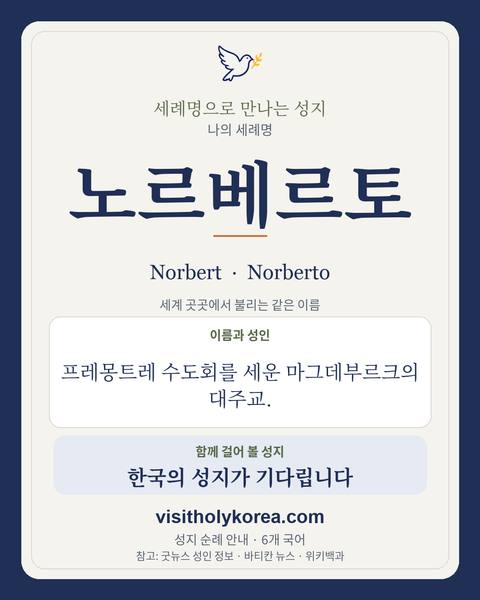 세례명으로 만나는 성지
나의 세례명
노르베르토
Norbert · Norberto
세계 곳곳에서 불리는 같은 이름
이름과 성인
프레몽트레 수도회를 세운 마그데부르크의
대주교.
함께 걸어 볼 성지
한국의 성지가 기다립니다
visitholykorea.com
성지 순례 안내 · 6개 국어
참고: 굿뉴스 성인 정보 · 바티칸 뉴스 · 위키백과